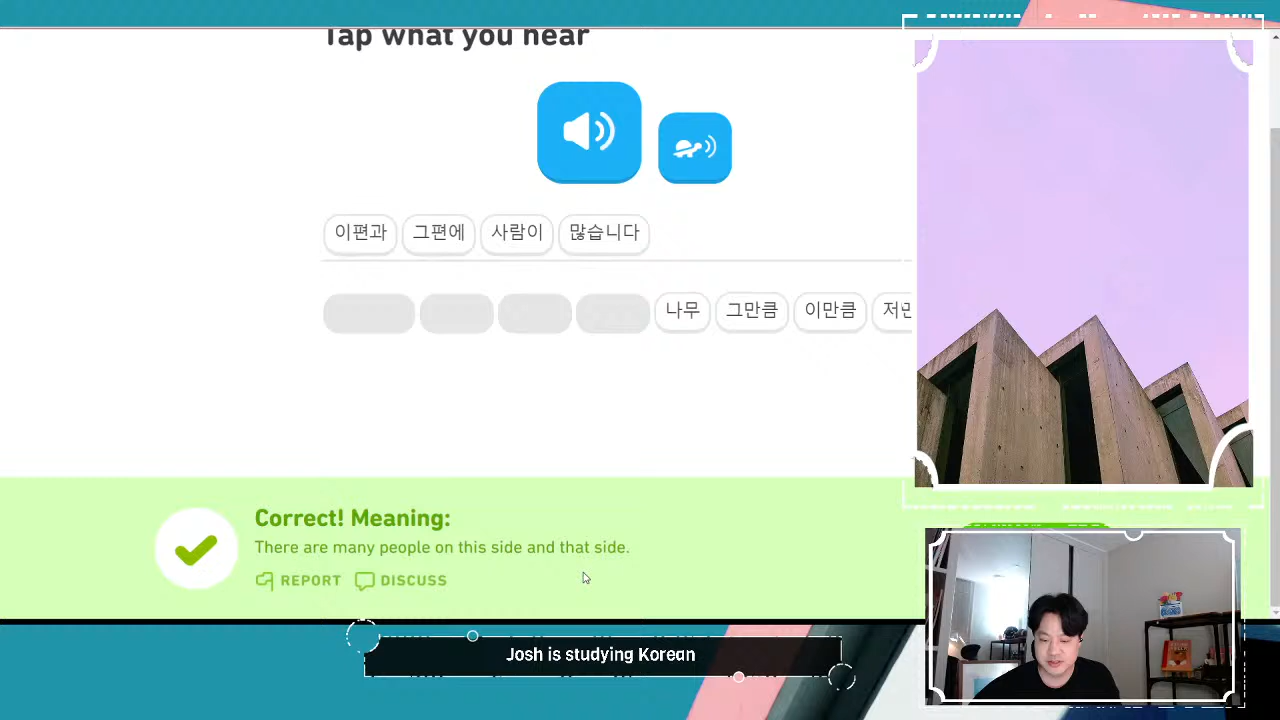 Tap what you hear
이편과 그편에 사람이 많습니다
나무 그만큼 이만큼
Correct! Meaning:
There are many people on this side and that side.
REPORT DISCUSS
Josh is studying Korean